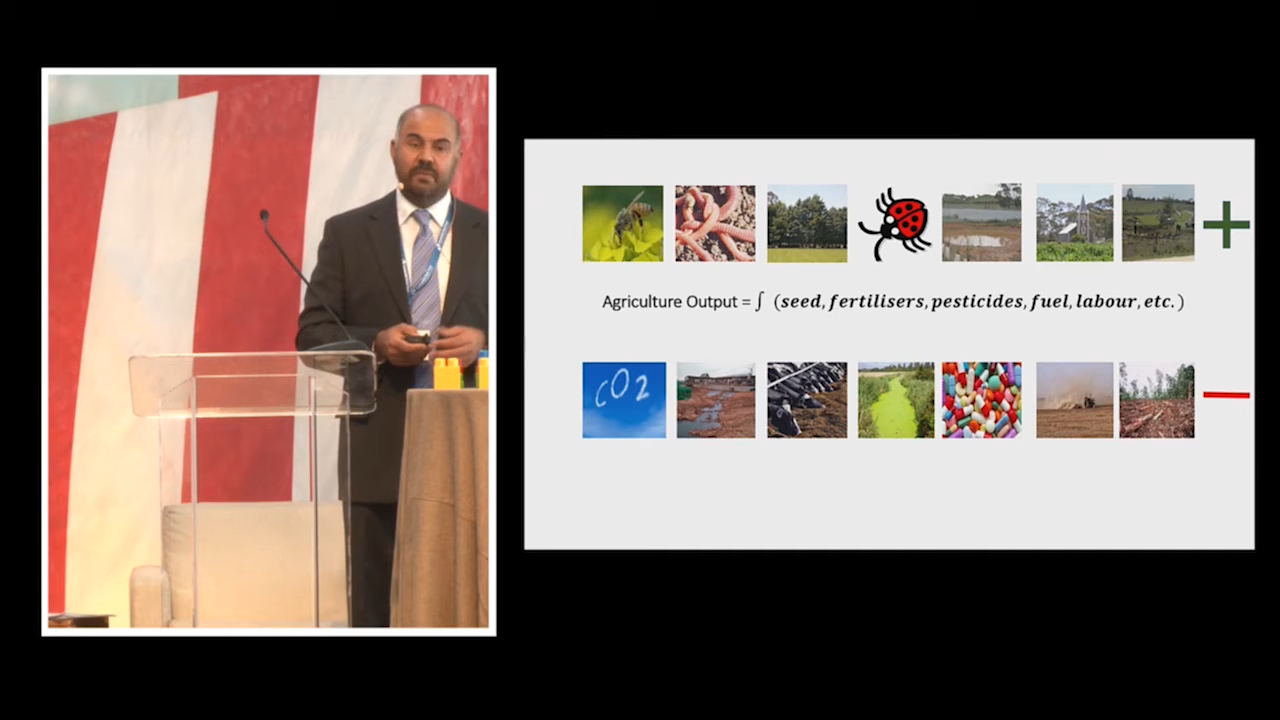 Agriculture Output = ∫ (seed, fertilisers, pesticides, fuel, labour, etc.)
CO2